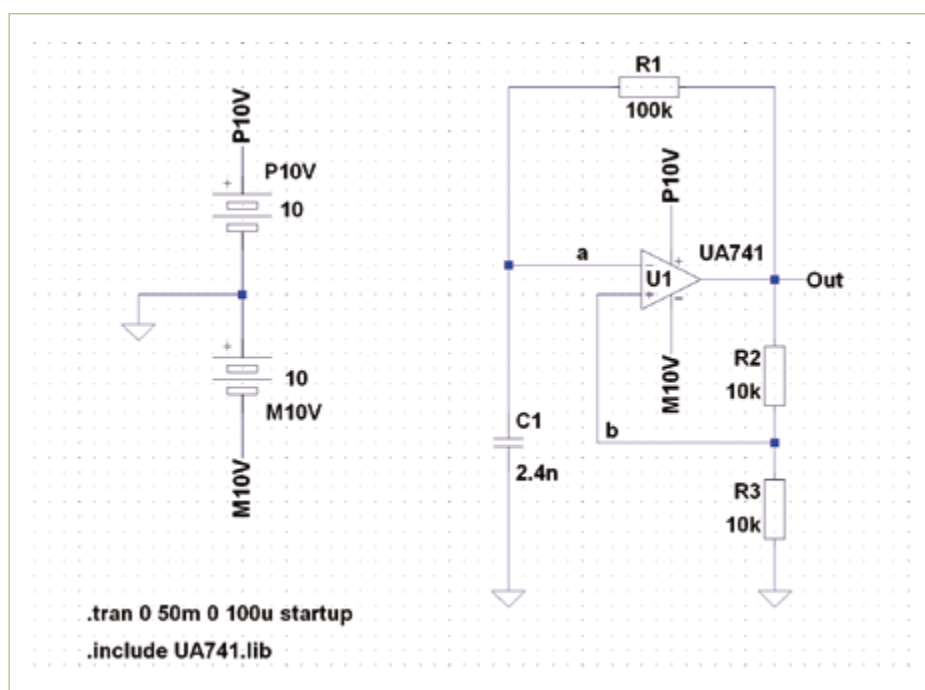 P10V
P10V
+
10
+
10
M10V
M10V
R1
100k
P10V
a
UA741
U1
+
−
+
−
Out
M10V
R2
10k
b
C1
2.4n
R3
10k
.tran 0 50m 0 100u startup
.include UA741.lib